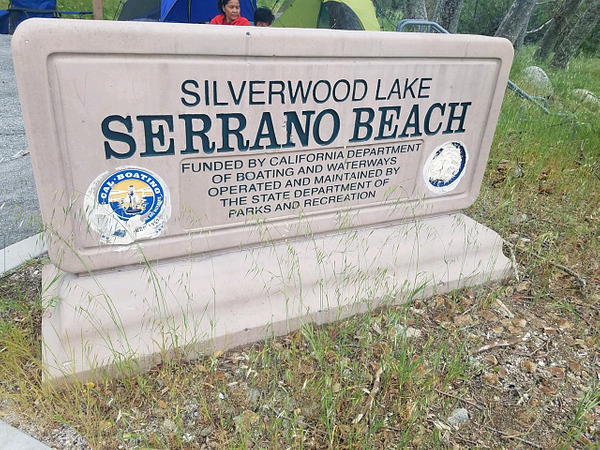 SILVERWOOD LAKE
SERRANO BEACH
FUNDED BY CALIFORNIA DEPARTMENT
OF BOATING AND WATERWAYS
OPERATED AND MAINTAINED BY
THE STATE DEPARTMENT OF
PARKS AND RECREATION
CAL-BOATING